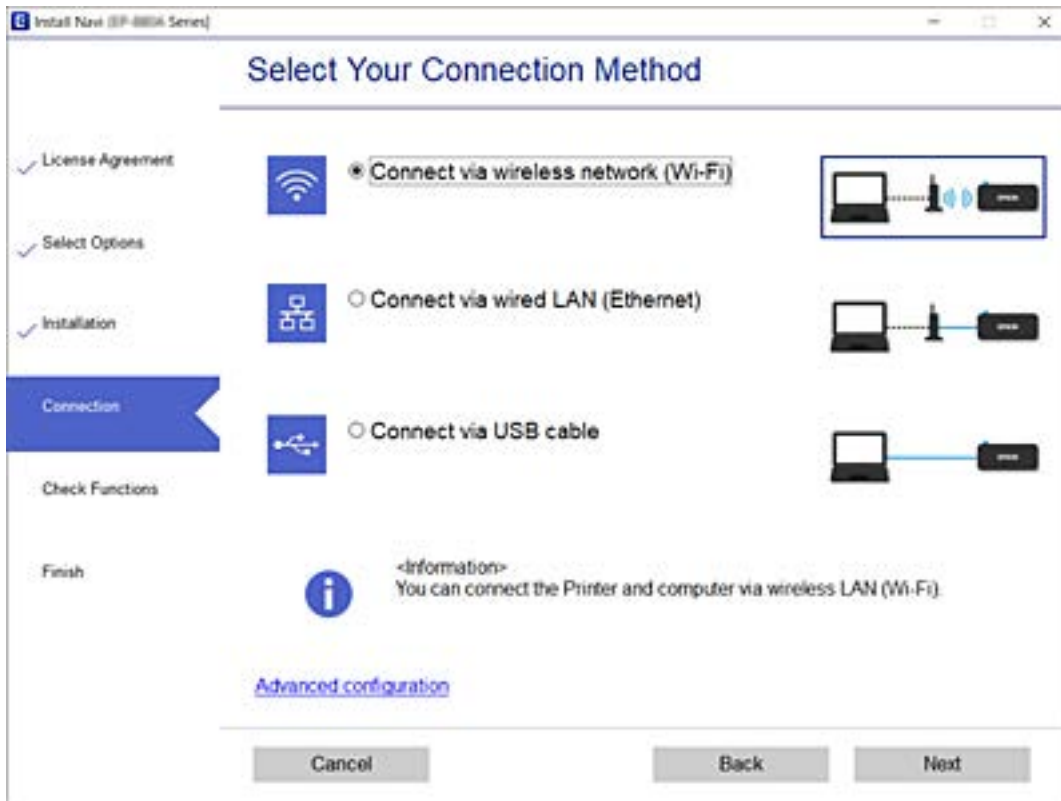 Install Navi [EP- Series]
Select Your Connection Method
License Agreement
Select Options
Installation
Connection
Check Functions
Finish
Connect via wireless network (Wi-Fi)
Connect via wired LAN (Ethernet)
Connect via USB cable
<Information>
You can connect the Printer and computer via wireless LAN (Wi-Fi).
Advanced configuration
Cancel
Back
Next